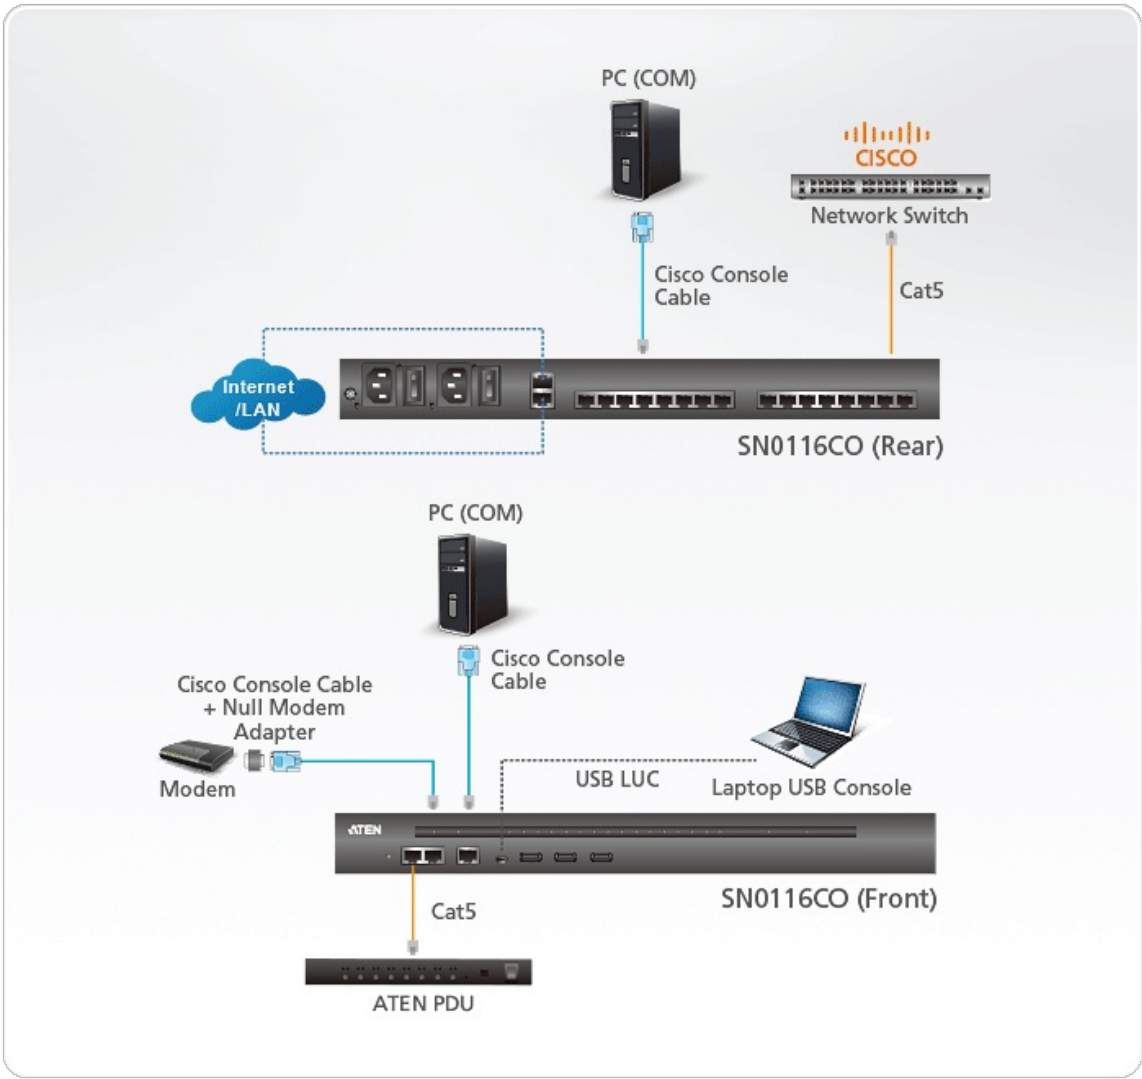 PC (COM)
CISCO
Network Switch
Cisco Console
Cable
Cat5
Internet
/LAN
SN0116CO (Rear)
PC (COM)
Cisco Console
Cable
Cisco Console Cable
+ Null Modem
Adapter
Modem
USB LUC
Laptop USB Console
ATEN
SN0116CO (Front)
Cat5
ATEN PDU